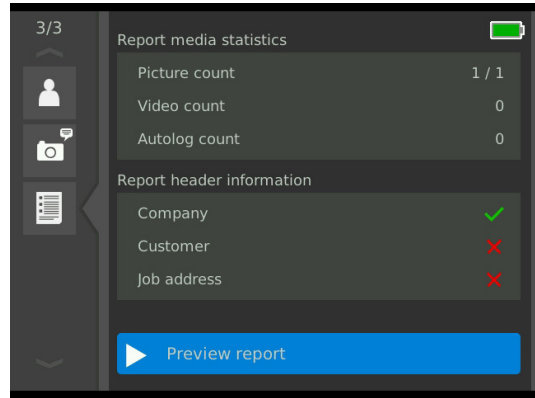 3/3
Report media statistics
Picture count 1 / 1
Video count 0
Autolog count 0
Report header information
Company
Customer
Job address
Preview report